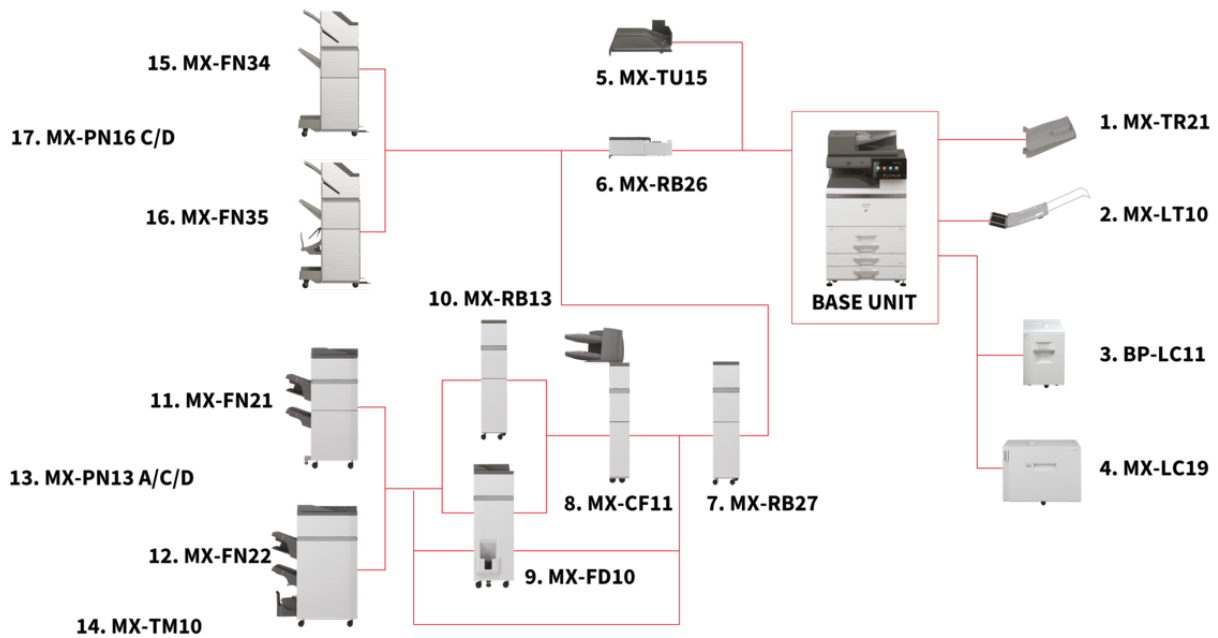 15. MX-FN34
5. MX-TU15
1. MX-TR21
17. MX-PN16 C/D
6. MX-RB26
16. MX-FN35
2. MX-LT10
BASE UNIT
10. MX-RB13
3. BP-LC11
11. MX-FN21
4. MX-LC19
13. MX-PN13 A/C/D
8. MX-CF11
7. MX-RB27
12. MX-FN22
9. MX-FD10
14. MX-TM10